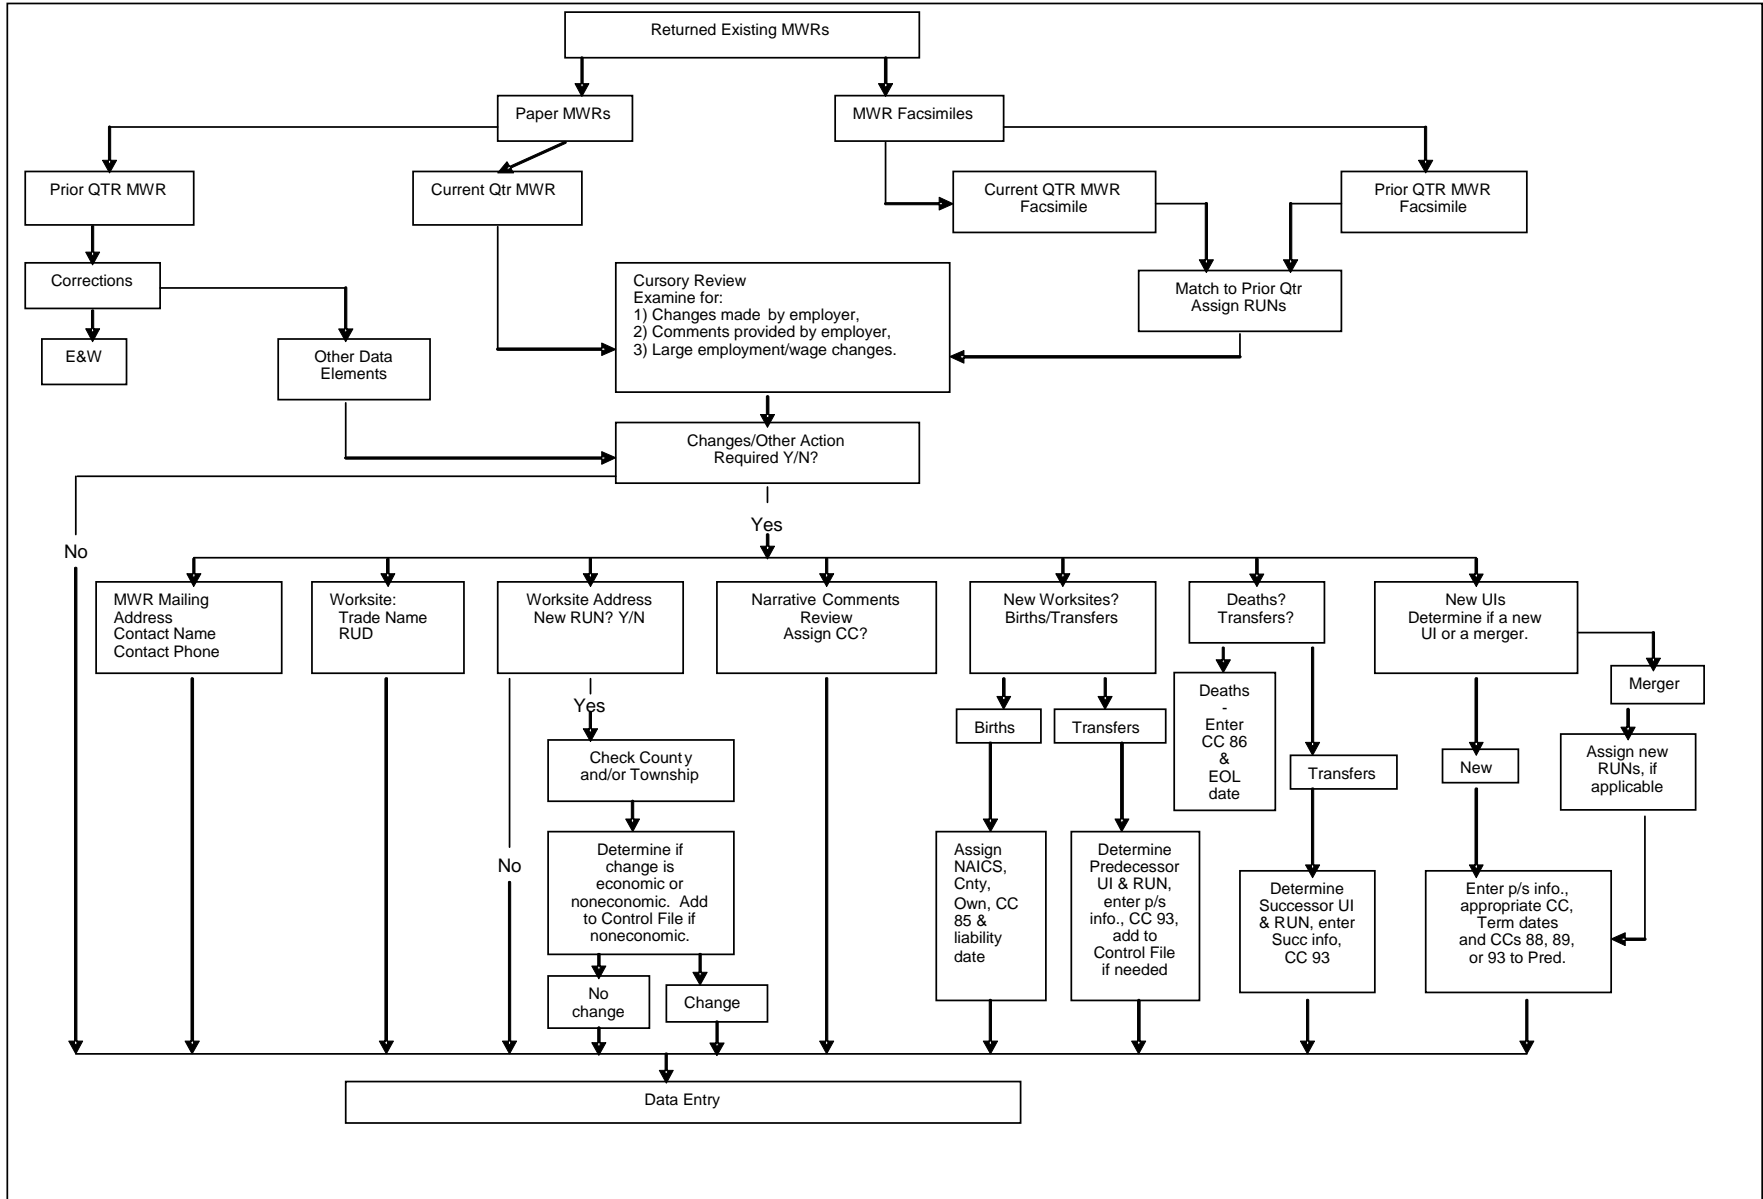 Returned Existing MWRs
Paper MWRs
MWR Facsimiles
Prior QTR MWR
Current Qtr MWR
Current QTR MWR
Facsimile
Prior QTR MWR
Facsimile
Corrections
Cursory Review
Examine for:
1) Changes made by employer,
2) Comments provided by employer,
3) Large employment/wage changes.
Match to Prior Qtr
Assign RUNs
E&W
Other Data
Elements
Changes/Other Action
Required Y/N?
Yes
No
MWR Mailing
Address
Contact Name
Contact Phone
Worksite:
Trade Name
RUD
Worksite Address
New RUN? Y/N
Narrative Comments
Review
Assign CC?
New Worksites?
Births/Transfers
Deaths?
Transfers?
New UIs
Determine if a new
UI or a merger.
Merger
Yes
Births
Transfers
Deaths
-
Enter
CC 86
&
EOL
date
Check County
and/or Township
Transfers
New
Assign new
RUNs, if
applicable
No
Determine if
change is
economic or
noneconomic. Add
to Control File if
noneconomic.
Assign
NAICS,
Cnty,
Own, CC
85 &
liability
date
Determine
Predecessor
UI & RUN,
enter p/s
info., CC 93,
add to
Control File
if needed
Determine
Successor UI
& RUN, enter
Succ info,
CC 93
Enter p/s info.,
appropriate CC,
Term dates
and CCs 88, 89,
or 93 to Pred.
No
change
Change
Data Entry